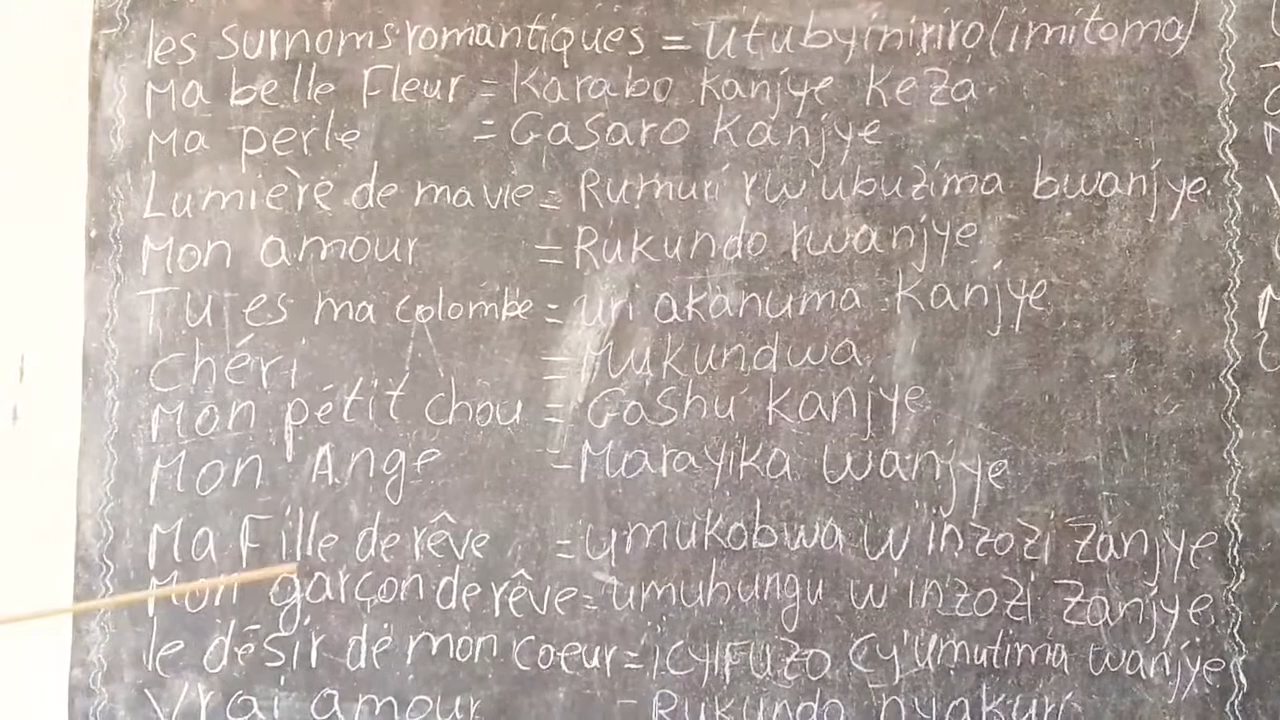 les surnoms romantiques = Utubyiniriro (imitoma)
Ma belle Fleur = Karabo kanjye keza
Ma perle = Gasaro kanjye
Lumière de ma vie = Rumuri rw'ubuzima bwanjye
Mon amour = Rukundo rwanjye
Tu es ma colombe = uri akanuma kanjye
Chéri = Mukundwa
Mon pétit chou = Gashu kanjye
Mon Ange = Marayika wanjye
Ma Fille de rêve = umukobwa w'inzozi zanjye
Mon garçon de rêve = umuhungu w'inzozi zanjye
le désir de mon coeur = icyifuzo cy'umutima wanjye
Vrai amour = Rukundo nyakuri